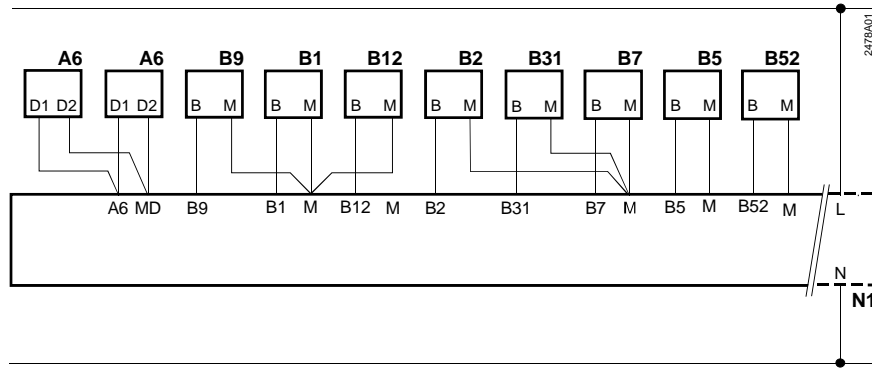 2478A01
A6 A6 B9 B1 B12 B2 B31 B7 B5 B52
D1 D2 D1 D2 B M B M B M B M B M B M B M B M
A6 MD B9 B1 M B12 M B2 B31 B7 M B5 M B52 M L
N
N1